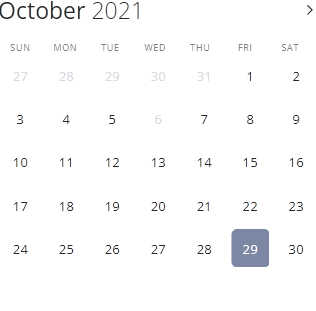 October 2021
SUN MON TUE WED THU FRI SAT
27 28 29 30 31 1 2
3 4 5 6 7 8 9
10 11 12 13 14 15 16
17 18 19 20 21 22 23
24 25 26 27 28 29 30